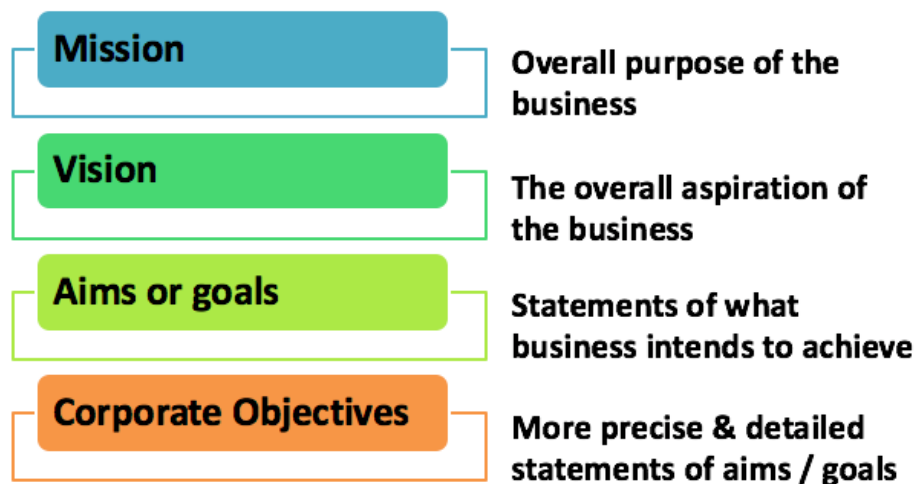 Mission
Overall purpose of the
business
Vision
The overall aspiration of
the business
Aims or goals
Statements of what
business intends to achieve
Corporate Objectives
More precise & detailed
statements of aims / goals